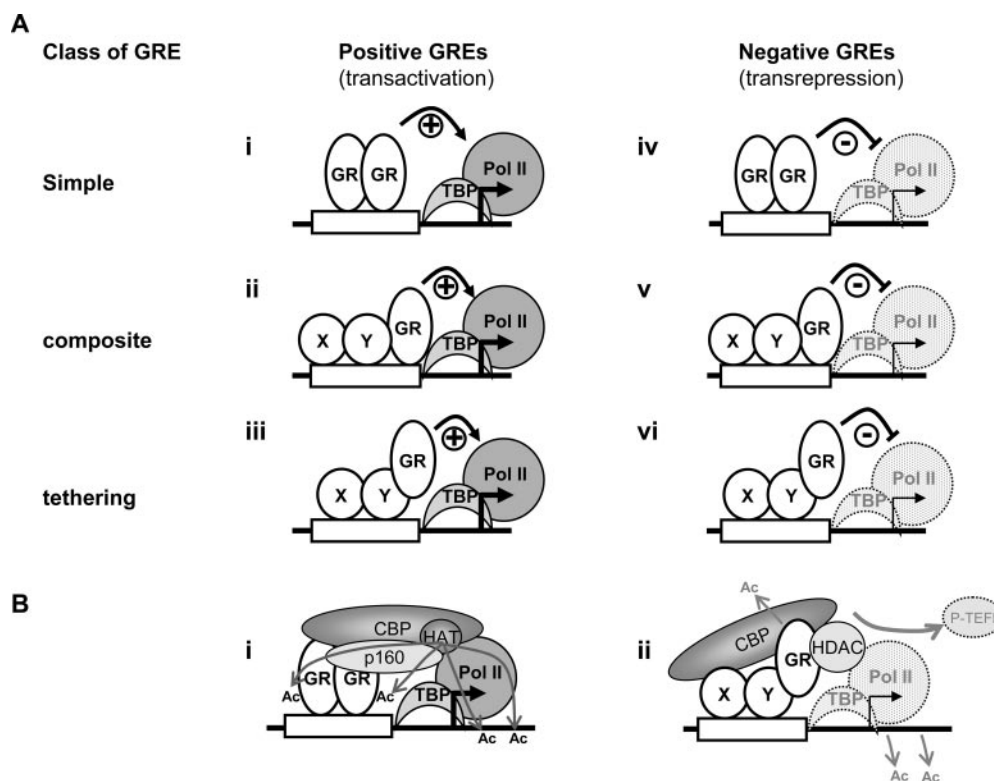 A
Class of GRE
Positive GREs
(transactivation)
Negative GREs
(transrepression)
Simple
i
GR GR
+
TBP
Pol II
iv
GR GR
-
TBP
Pol II
composite
ii
X Y GR
+
TBP
Pol II
v
X Y GR
-
TBP
Pol II
tethering
iii
X Y GR
+
TBP
Pol II
vi
X Y GR
-
TBP
Pol II
B
i
CBP
HAT
p160
GR GR
Pol II
TBP
Ac
Ac
Ac
Ac
ii
Ac
CBP
P-TEF
HDAC
GR
X Y
Pol II
TBP
Ac
Ac